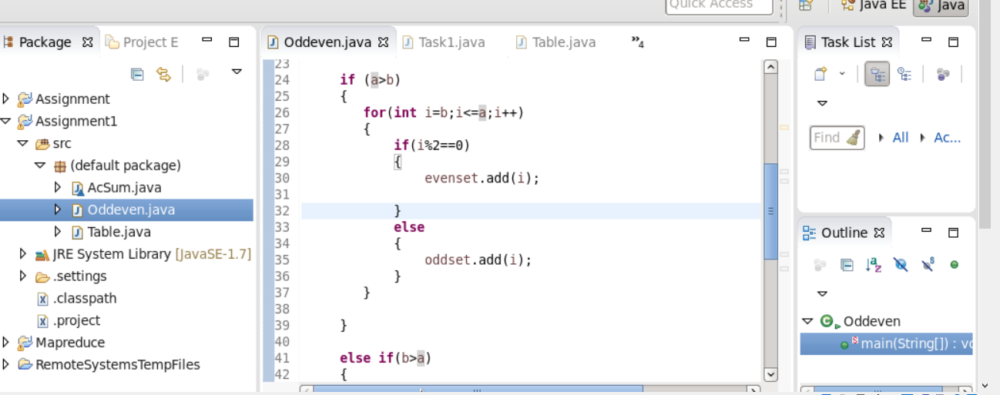 Quick Access
Java EE
Java
Package
Project E
Assignment
Assignment1
src
(default package)
AcSum.java
Oddeven.java
Table.java
JRE System Library [JavaSE-1.7]
.settings
.classpath
.project
Mapreduce
RemoteSystemsTempFiles
Oddeven.java
Task1.java
Table.java
»4
23
24 if (a>b)
25 {
26 for(int i=b;i<=a;i++)
27 {
28 if(i%2==0)
29 {
30 evenset.add(i);
31
32 }
33 else
34 {
35 oddset.add(i);
36 }
37 }
38
39 }
40
41 else if(b>a)
42 {
Task List
Find
All
Ac...
Outline
Oddeven
main(String[]) : vo